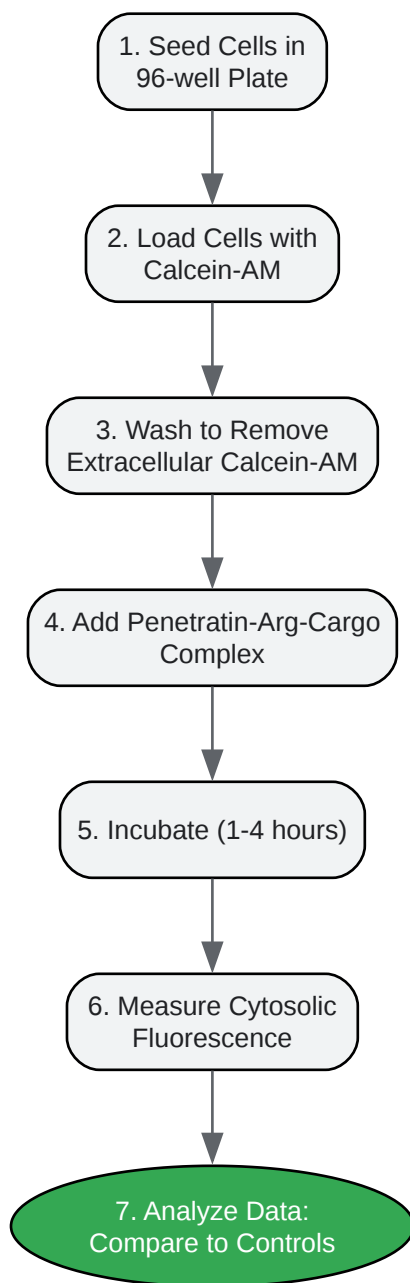 1. Seed Cells in
96-well Plate
2. Load Cells with
Calcein-AM
3. Wash to Remove
Extracellular Calcein-AM
4. Add Penetratin-Arg-Cargo
Complex
5. Incubate (1-4 hours)
6. Measure Cytosolic
Fluorescence
7. Analyze Data:
Compare to Controls